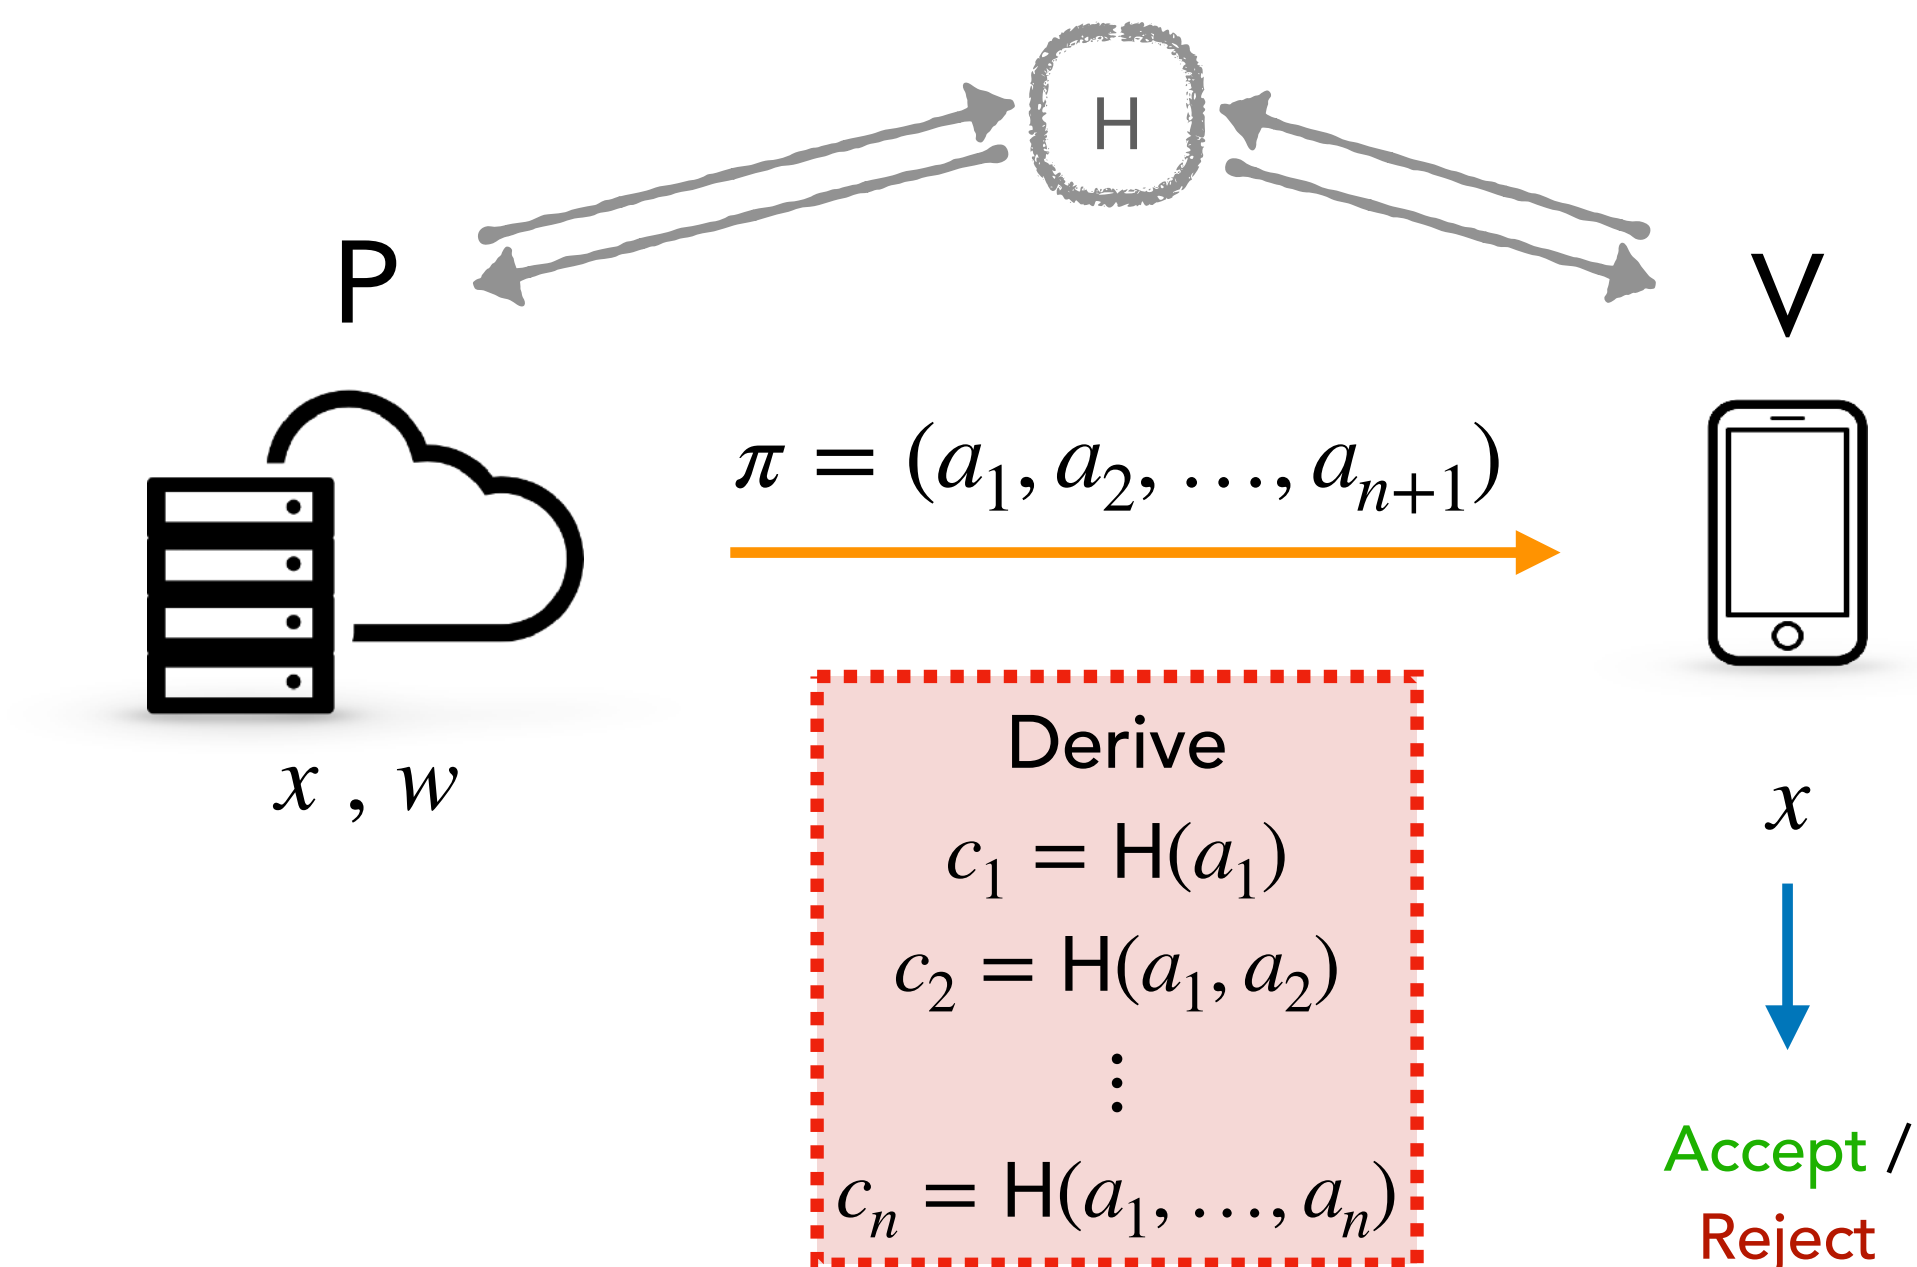 H
P
V
π = (a₁, a₂, …, aₙ₊₁)
x , w
x
Derive
c₁ = H(a₁)
c₂ = H(a₁, a₂)
⋮
cₙ = H(a₁, …, aₙ)
Accept /
Reject